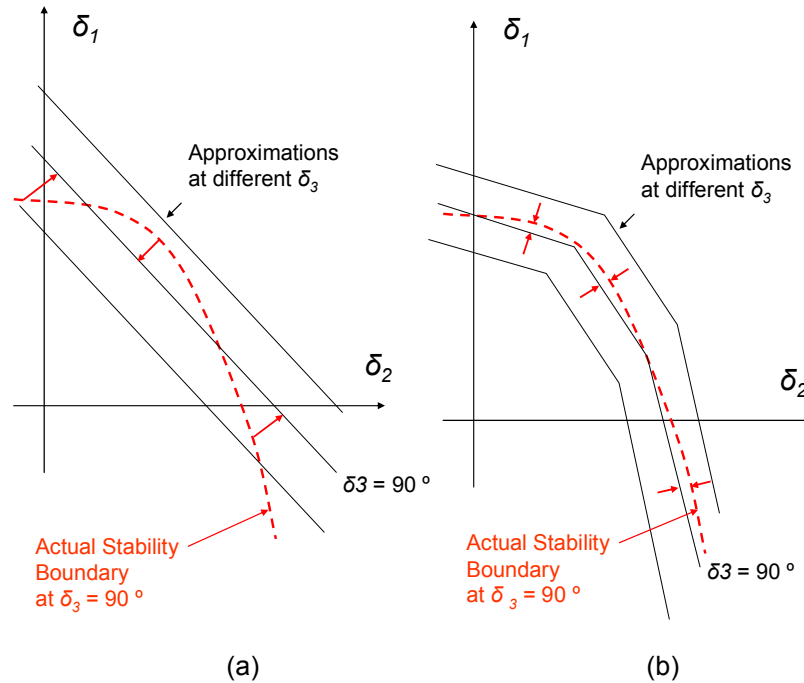 δ1
Approximations
at different δ3
δ2
δ3 = 90 º
Actual Stability
Boundary
at δ3 = 90 º
(a)
δ1
Approximations
at different δ3
δ2
δ3 = 90 º
Actual Stability
Boundary
at δ 3 = 90 º
(b)